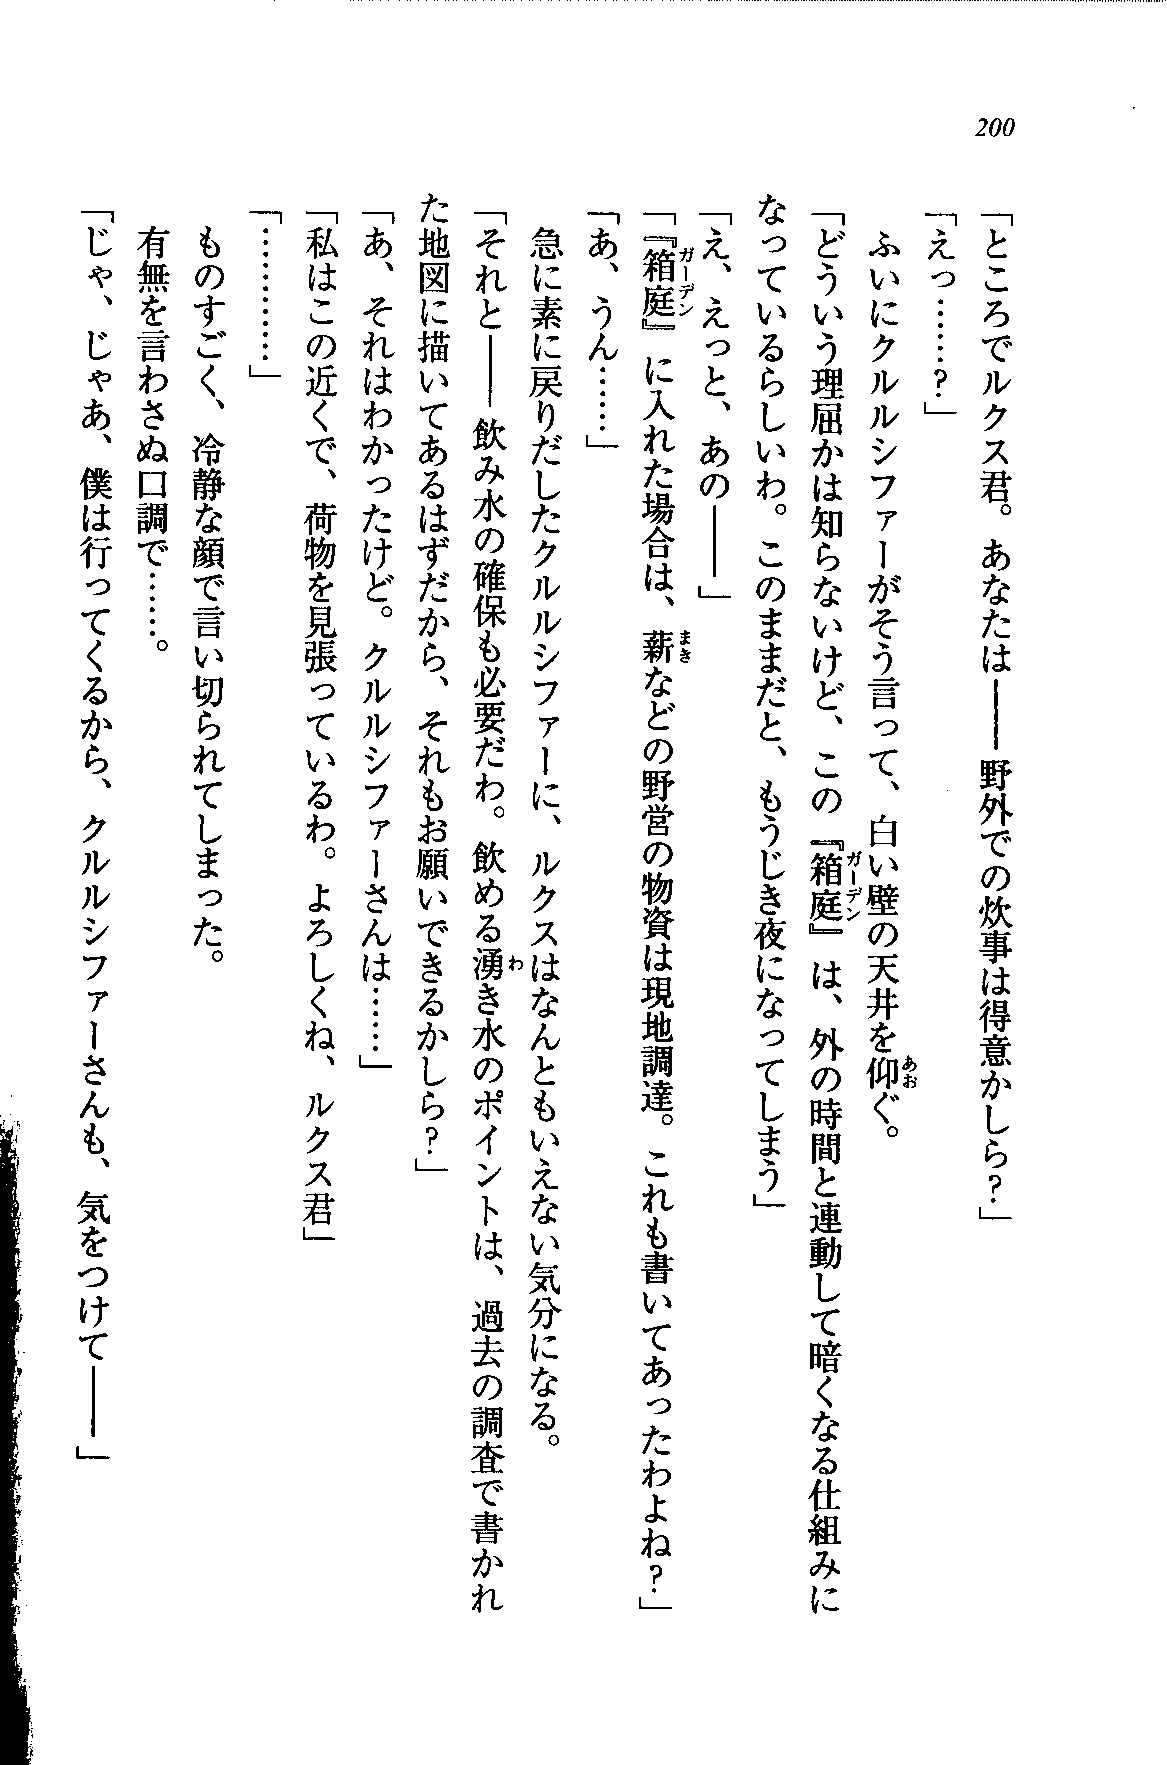 200
「ところでルクス君。あなたは――野外での炊事は得意かしら?」
「えっ……?」
　ふいにクルルシファーがそう言って、白い壁の天井を仰ぐ。
「どういう理屈かは知らないけど、この『箱庭』は、外の時間と連動して暗くなる仕組みに
なっているらしいわ。このままだと、もうじき夜になってしまう」
「え、えっと、あの――」
「『箱庭』に入れた場合は、薪などの野営の物資は現地調達。これも書いてあったわよね?」
「あ、うん……」
　急に素に戻りだしたクルルシファーに、ルクスはなんともいえない気分になる。
「それと――飲み水の確保も必要だわ。飲める湧き水のポイントは、過去の調査で書かれ
た地図に描いてあるはずだから、それもお願いできるかしら?」
「あ、それはわかったけど。クルルシファーさんは……」
「私はこの近くで、荷物を見張っているわ。よろしくね、ルクス君」
「…………」
　ものすごく、冷静な顔で言い切られてしまった。
　有無を言わさぬ口調で……。
「じゃ、じゃあ、僕は行ってくるから、クルルシファーさんも、気をつけて――」